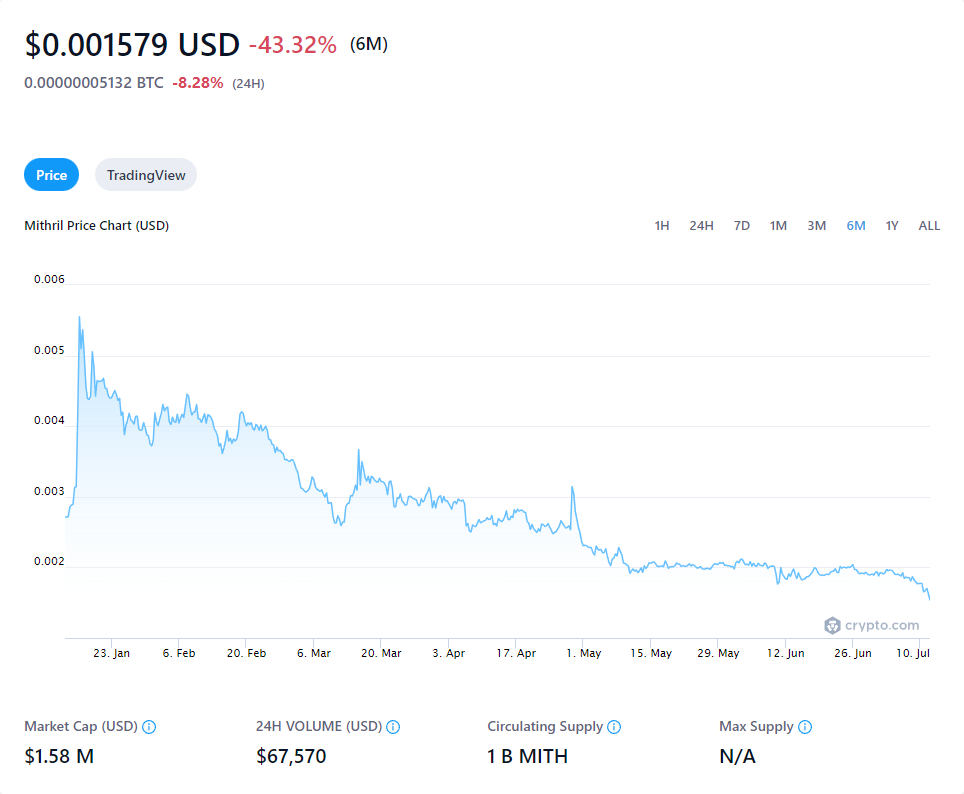 $0.001579 USD -43.32% (6M)
0.00000005132 BTC -8.28% (24H)
Price TradingView
Mithril Price Chart (USD) 1H 24H 7D 1M 3M 6M 1Y ALL
0.006
0.005
0.004
0.003
0.002
crypto.com
23. Jan 6. Feb 20. Feb 6. Mar 20. Mar 3. Apr 17. Apr 1. May 15. May 29. May 12. Jun 26. Jun 10. Jul
Market Cap (USD) 24H VOLUME (USD) Circulating Supply Max Supply
$1.58 M $67,570 1 B MITH N/A